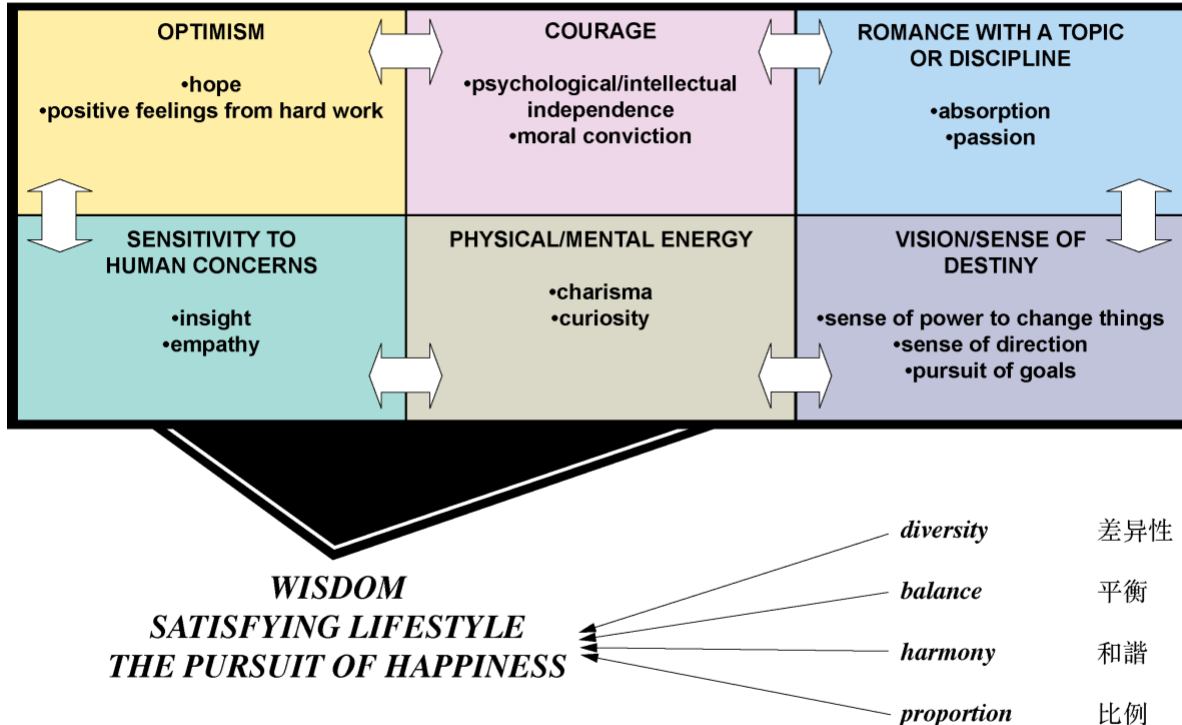 OPTIMISM
•hope
•positive feelings from hard work
COURAGE
•psychological/intellectual
independence
•moral conviction
ROMANCE WITH A TOPIC
OR DISCIPLINE
•absorption
•passion
SENSITIVITY TO
HUMAN CONCERNS
•insight
•empathy
PHYSICAL/MENTAL ENERGY
•charisma
•curiosity
VISION/SENSE OF
DESTINY
•sense of power to change things
•sense of direction
•pursuit of goals
WISDOM
SATISFYING LIFESTYLE
THE PURSUIT OF HAPPINESS
diversity 差异性
balance 平衡
harmony 和諧
proportion 比例